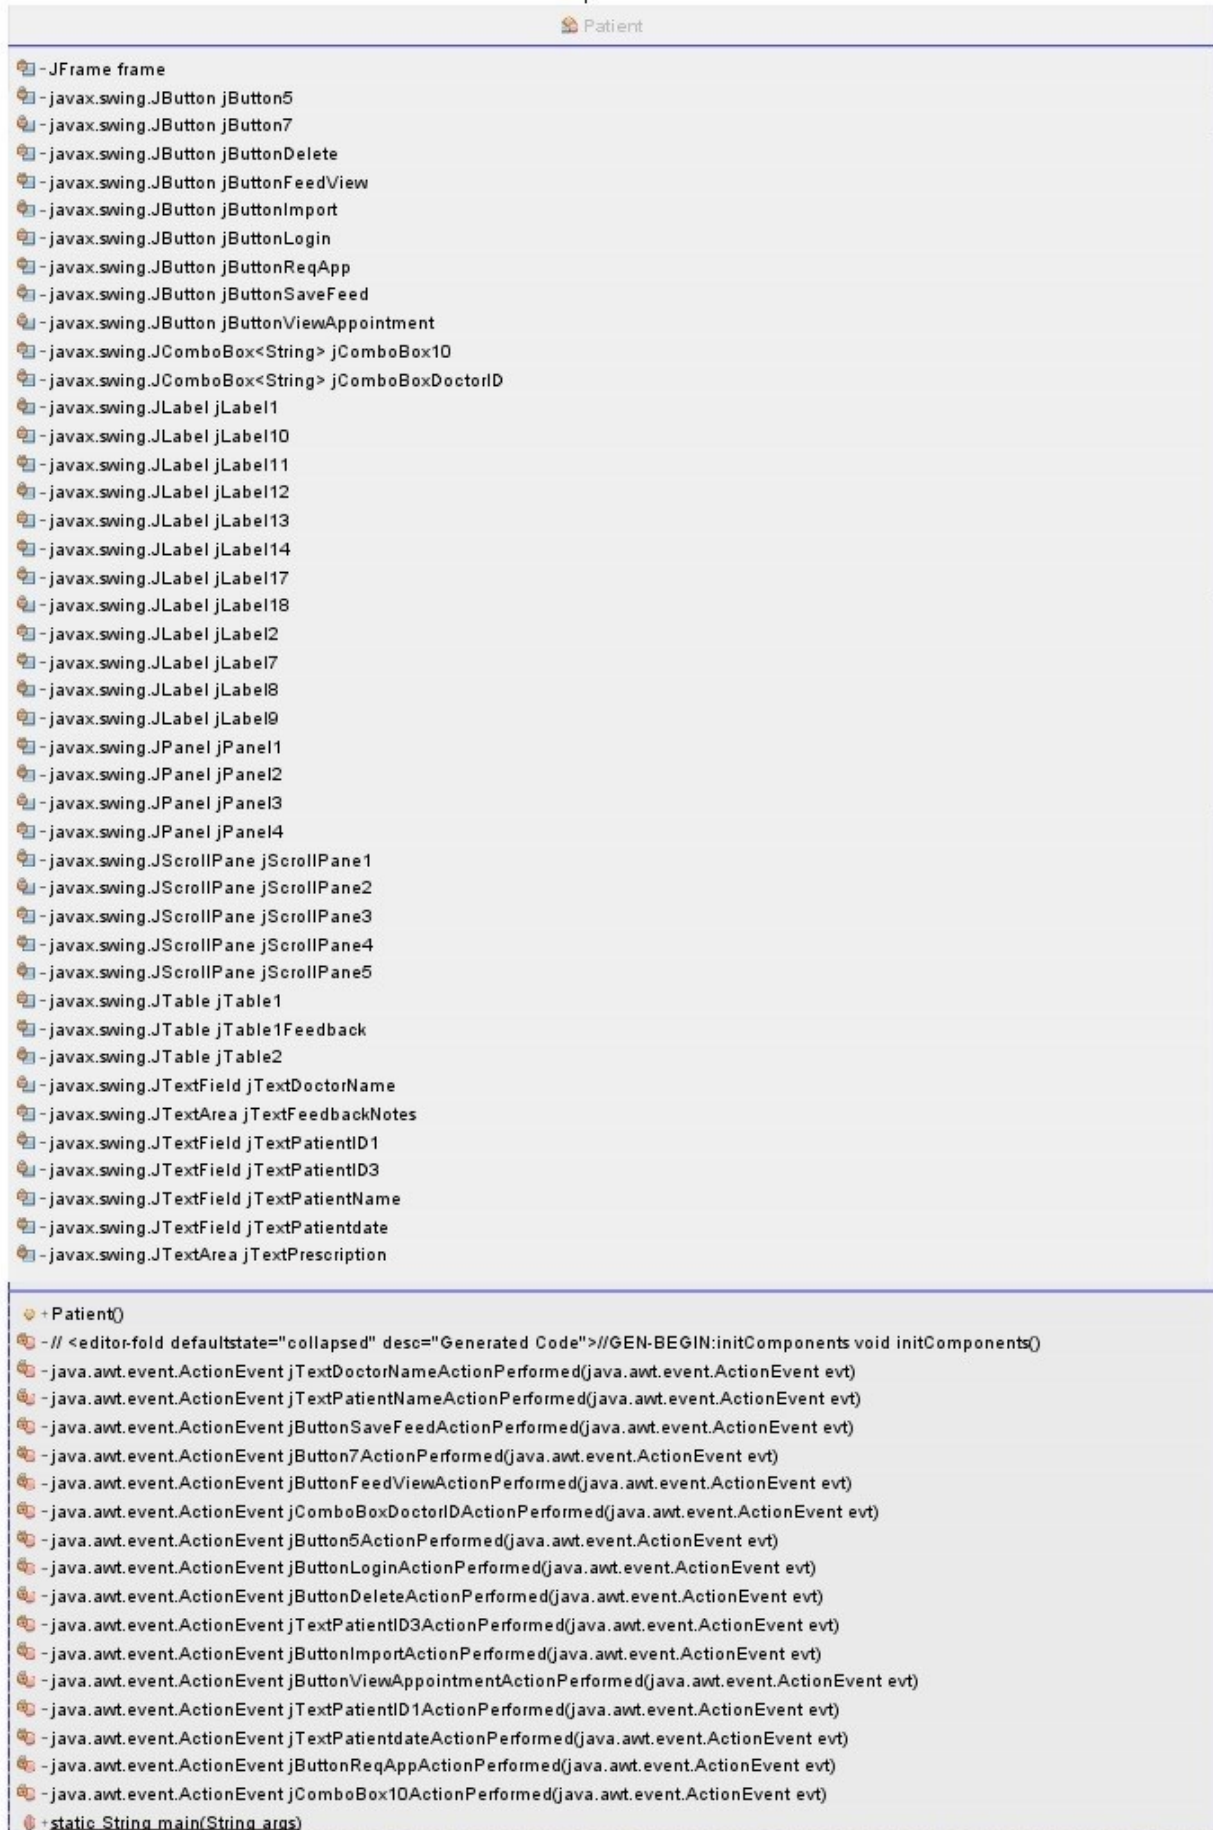 Patient
- JFrame frame
- javax.swing.JButton jButton5
- javax.swing.JButton jButton7
- javax.swing.JButton jButtonDelete
- javax.swing.JButton jButtonFeedView
- javax.swing.JButton jButtonImport
- javax.swing.JButton jButtonLogin
- javax.swing.JButton jButtonReqApp
- javax.swing.JButton jButtonSaveFeed
- javax.swing.JButton jButtonViewAppointment
- javax.swing.JComboBox<String> jComboBox10
- javax.swing.JComboBox<String> jComboBoxDoctorID
- javax.swing.JLabel jLabel1
- javax.swing.JLabel jLabel10
- javax.swing.JLabel jLabel11
- javax.swing.JLabel jLabel12
- javax.swing.JLabel jLabel13
- javax.swing.JLabel jLabel14
- javax.swing.JLabel jLabel17
- javax.swing.JLabel jLabel18
- javax.swing.JLabel jLabel2
- javax.swing.JLabel jLabel7
- javax.swing.JLabel jLabel8
- javax.swing.JLabel jLabel9
- javax.swing.JPanel jPanel1
- javax.swing.JPanel jPanel2
- javax.swing.JPanel jPanel3
- javax.swing.JPanel jPanel4
- javax.swing.JScrollPane jScrollPane1
- javax.swing.JScrollPane jScrollPane2
- javax.swing.JScrollPane jScrollPane3
- javax.swing.JScrollPane jScrollPane4
- javax.swing.JScrollPane jScrollPane5
- javax.swing.JTable jTable1
- javax.swing.JTable jTable1Feedback
- javax.swing.JTable jTable2
- javax.swing.JTextField jTextDoctorName
- javax.swing.JTextArea jTextFeedbackNotes
- javax.swing.JTextField jTextPatientID1
- javax.swing.JTextField jTextPatientID3
- javax.swing.JTextField jTextPatientName
- javax.swing.JTextField jTextPatientdate
- javax.swing.JTextArea jTextPrescription
+ Patient()
- // <editor-fold defaultstate="collapsed" desc="Generated Code">//GEN-BEGIN:initComponents void initComponents()
- java.awt.event.ActionEvent jTextDoctorNameActionPerformed(java.awt.event.ActionEvent evt)
- java.awt.event.ActionEvent jTextPatientNameActionPerformed(java.awt.event.ActionEvent evt)
- java.awt.event.ActionEvent jButtonSaveFeedActionPerformed(java.awt.event.ActionEvent evt)
- java.awt.event.ActionEvent jButton7ActionPerformed(java.awt.event.ActionEvent evt)
- java.awt.event.ActionEvent jButtonFeedViewActionPerformed(java.awt.event.ActionEvent evt)
- java.awt.event.ActionEvent jComboBoxDoctorIDActionPerformed(java.awt.event.ActionEvent evt)
- java.awt.event.ActionEvent jButton5ActionPerformed(java.awt.event.ActionEvent evt)
- java.awt.event.ActionEvent jButtonLoginActionPerformed(java.awt.event.ActionEvent evt)
- java.awt.event.ActionEvent jButtonDeleteActionPerformed(java.awt.event.ActionEvent evt)
- java.awt.event.ActionEvent jTextPatientID3ActionPerformed(java.awt.event.ActionEvent evt)
- java.awt.event.ActionEvent jButtonImportActionPerformed(java.awt.event.ActionEvent evt)
- java.awt.event.ActionEvent jButtonViewAppointmentActionPerformed(java.awt.event.ActionEvent evt)
- java.awt.event.ActionEvent jTextPatientID1ActionPerformed(java.awt.event.ActionEvent evt)
- java.awt.event.ActionEvent jTextPatientdateActionPerformed(java.awt.event.ActionEvent evt)
- java.awt.event.ActionEvent jButtonReqAppActionPerformed(java.awt.event.ActionEvent evt)
- java.awt.event.ActionEvent jComboBox10ActionPerformed(java.awt.event.ActionEvent evt)
+ static String main(String args)